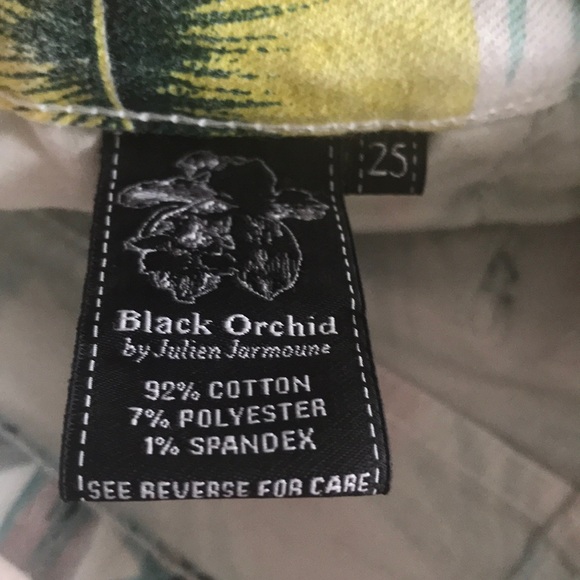 25
Black Orchid
by Julien Jarmoune
92% COTTON
7% POLYESTER
1% SPANDEX
SEE REVERSE FOR CARE